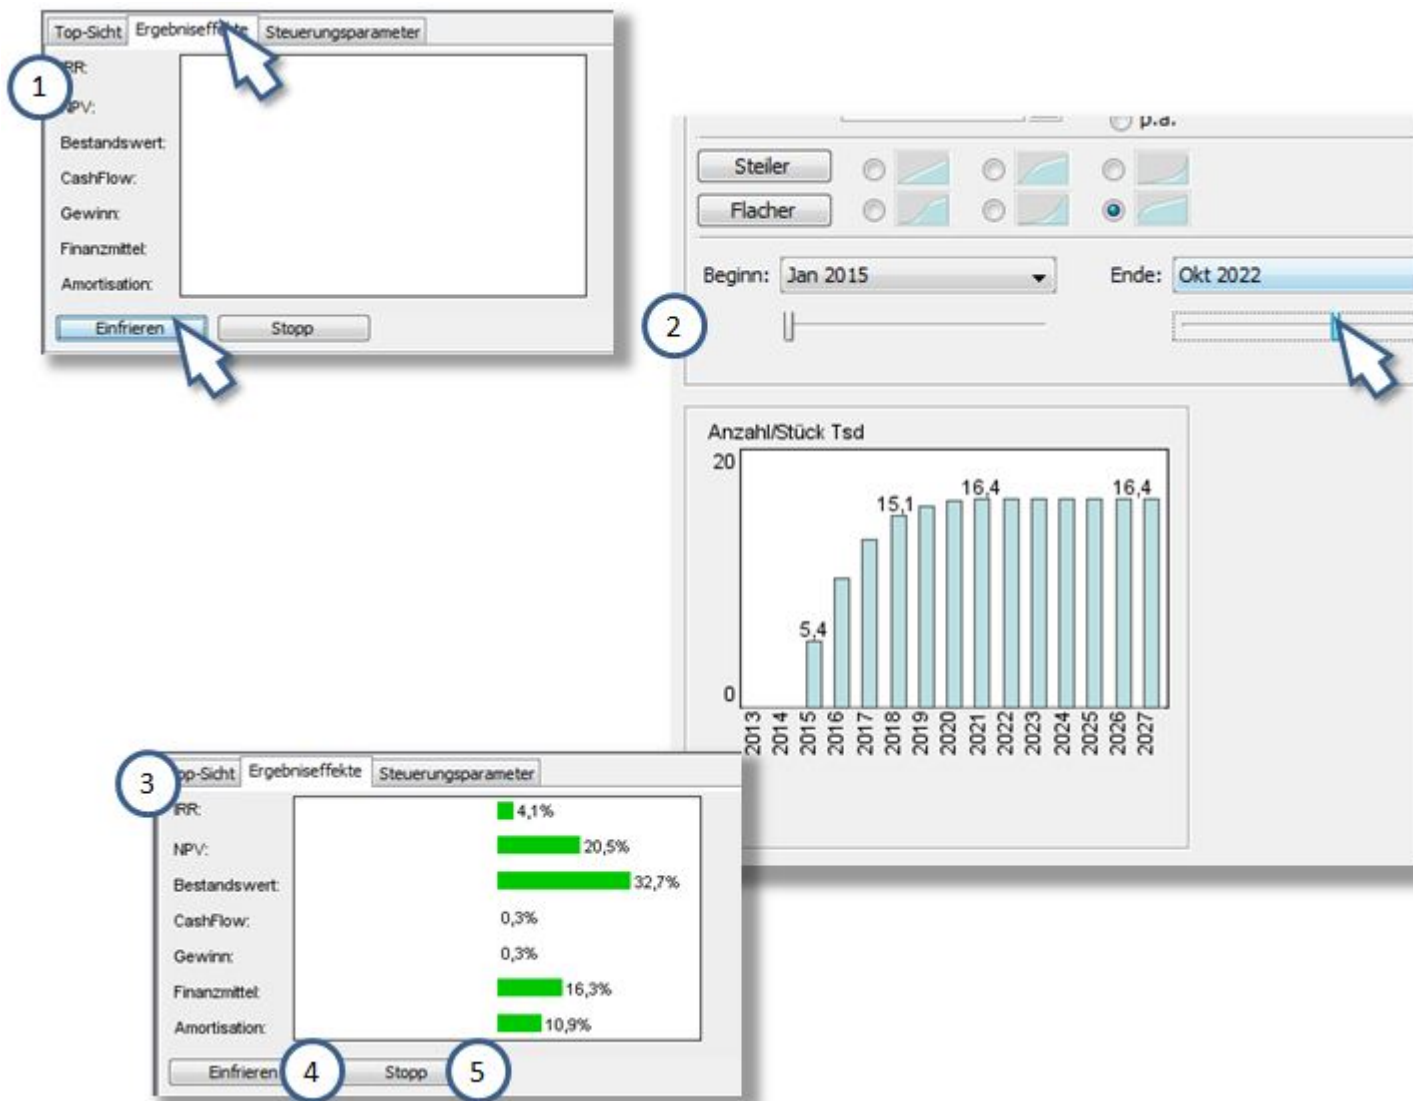 Top-Sicht Ergebniseffekte Steuerungsparameter
1
IRR:
NPV:
Bestandswert:
CashFlow:
Gewinn:
Finanzmittel:
Amortisation:
Einfrieren Stopp
p.a.
Steiler
Flacher
Beginn: Jan 2015 Ende: Okt 2022
2
Anzahl/Stück Tsd
20
16,4 16,4
15,1
5,4
0
2013 2014 2015 2016 2017 2018 2019 2020 2021 2022 2023 2024 2025 2026 2027
3
Top-Sicht Ergebniseffekte Steuerungsparameter
IRR: 4,1%
NPV: 20,5%
Bestandswert: 32,7%
CashFlow: 0,3%
Gewinn: 0,3%
Finanzmittel: 16,3%
Amortisation: 10,9%
Einfrieren 4 Stopp 5